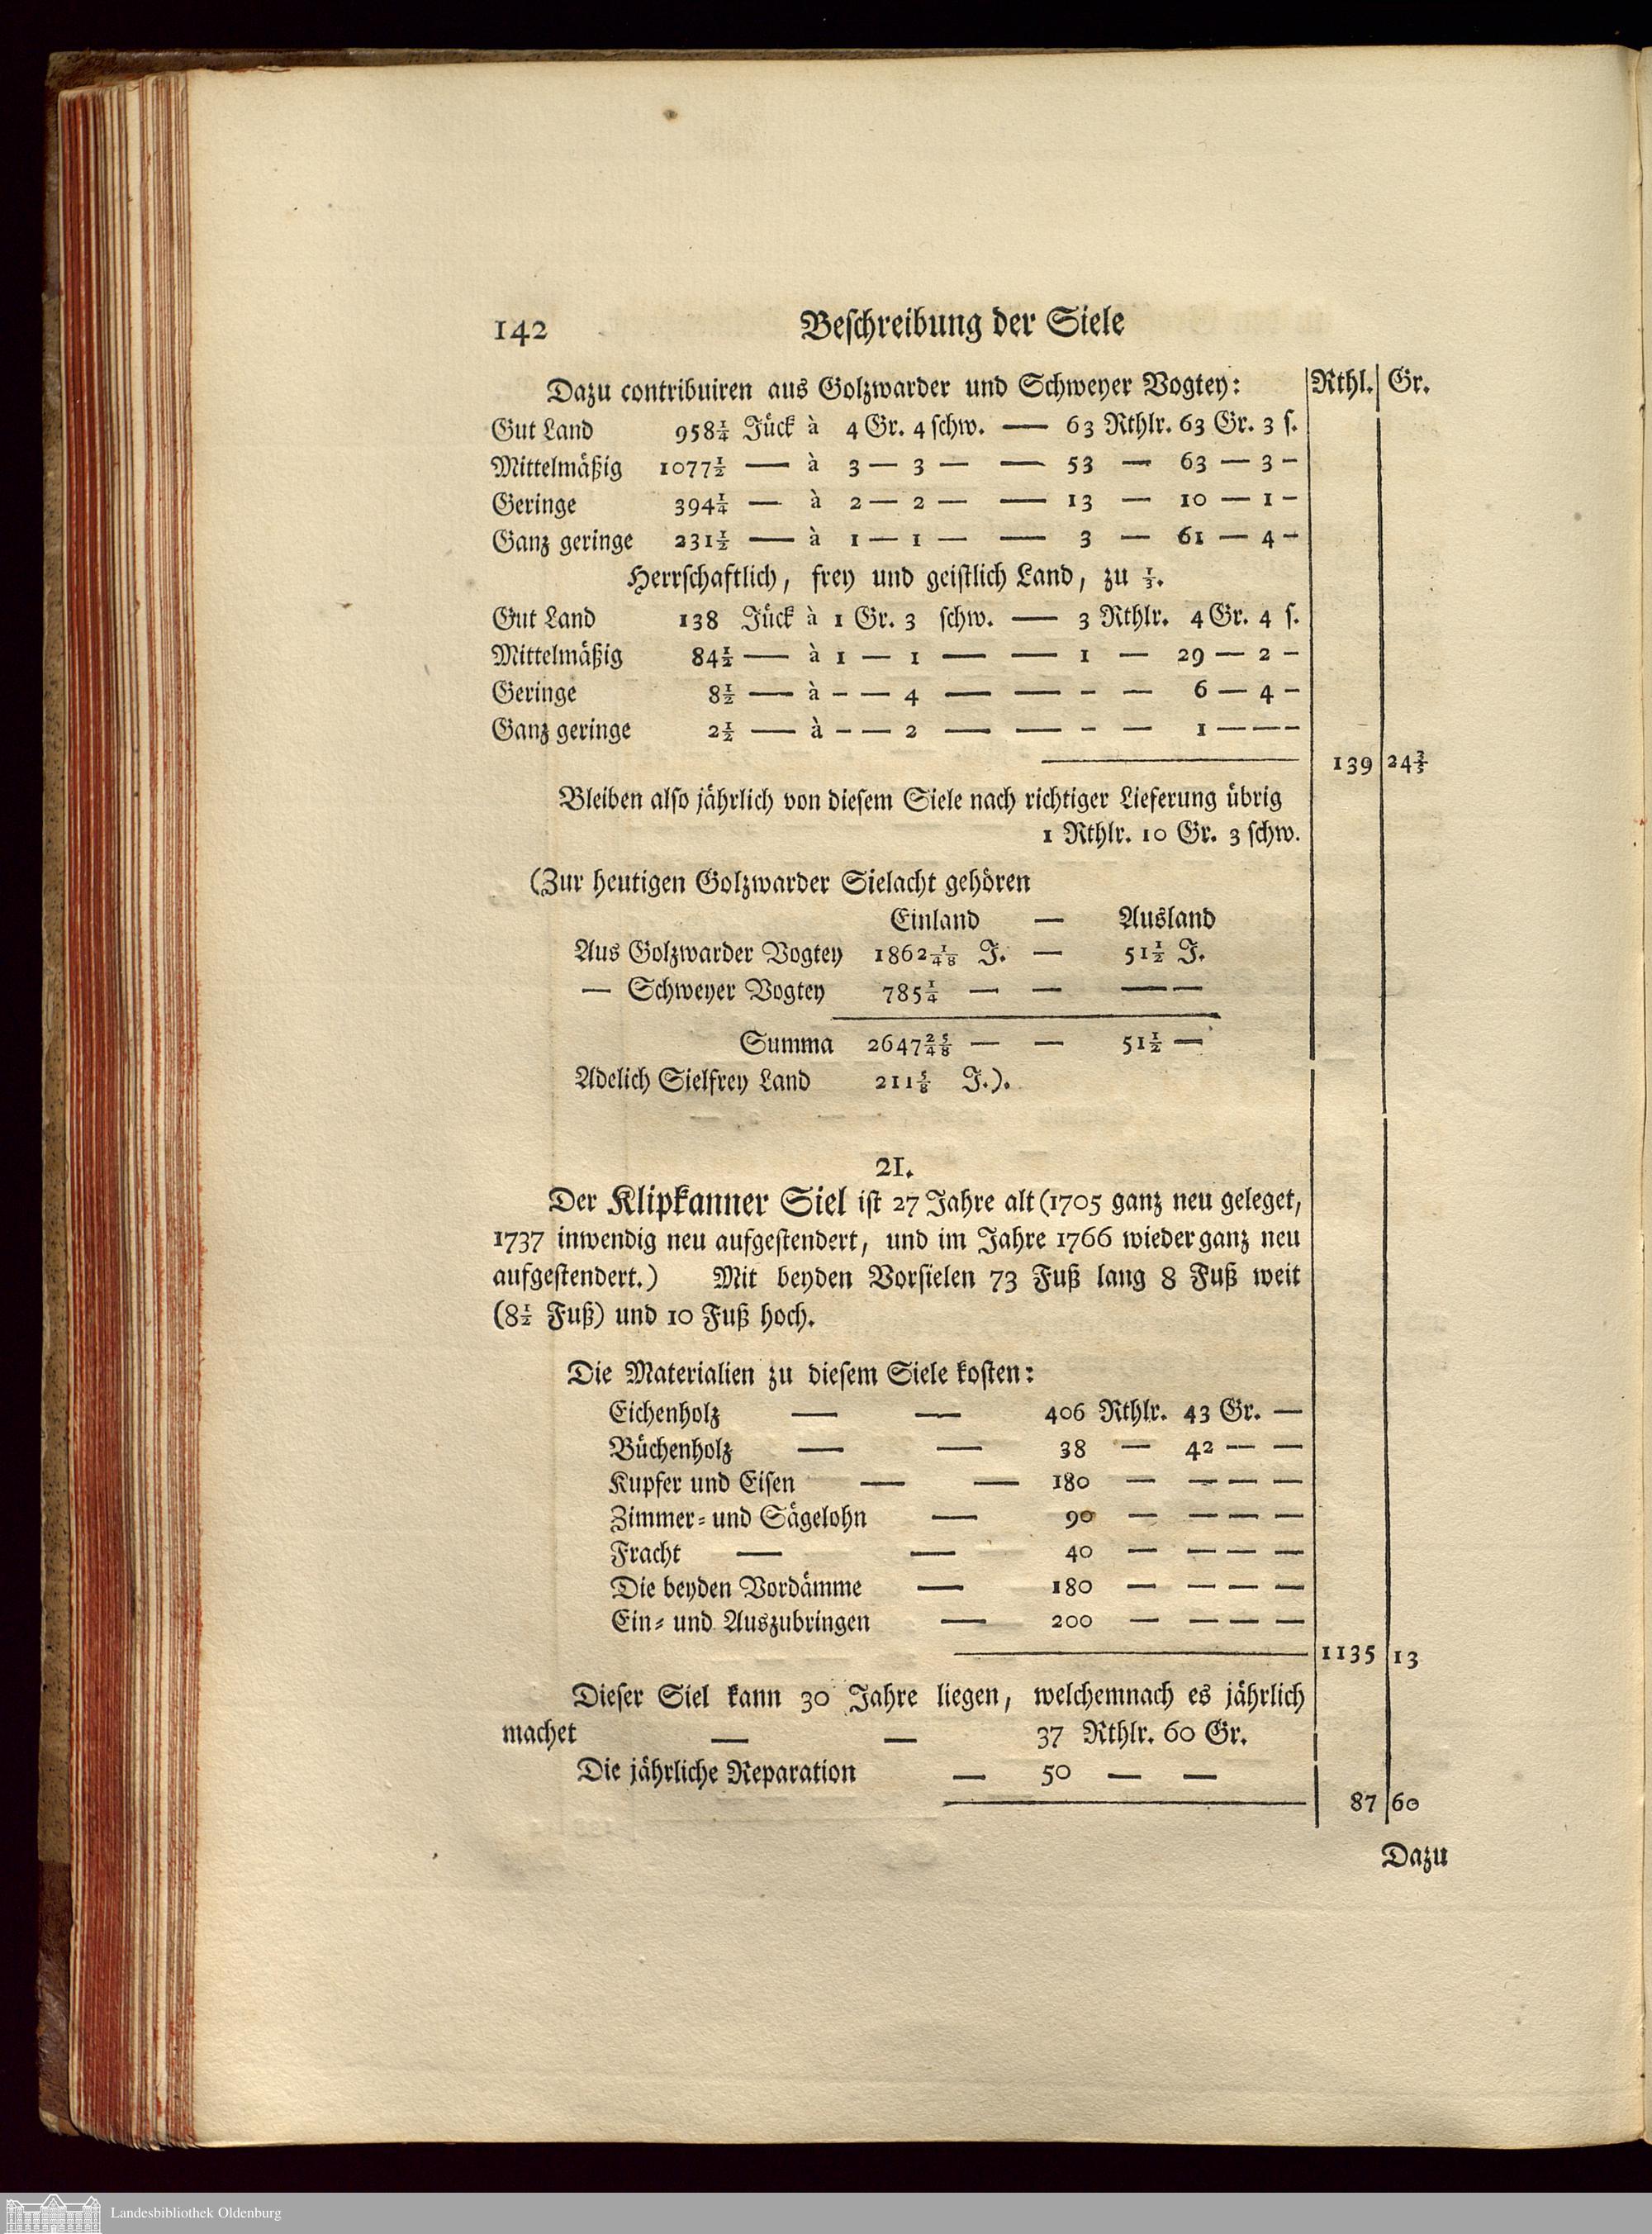 142 Beschreibung der Siele
Dazu contribuiren aus Golzwarder und Schweyer Vogtey: Rthl. Gr.
Gut Land 958¼ Jück à 4 Gr. 4 schw. — 63 Rthlr. 63 Gr. 3 s.
Mittelmäßig 1077½ — à 3 — 3 — — 53 — 63 — 3 -
Geringe 394¼ — à 2 — 2 — — 13 — 10 — 1 -
Ganz geringe 231½ — à 1 — 1 — — 3 — 61 — 4 -
Herrschaftlich, frey und geistlich Land, zu ⅓.
Gut Land 138 Jück à 1 Gr. 3 schw. — 3 Rthlr. 4 Gr. 4 s.
Mittelmäßig 84½ — à 1 — 1 — — 1 — 29 — 2 -
Geringe 8½ — à - — 4 — — - — 6 — 4 -
Ganz geringe 2½ — à - — 2 — — - — 1 — — -
139 24⅗
Bleiben also jährlich von diesem Siele nach richtiger Lieferung übrig
1 Rthlr. 10 Gr. 3 schw.
(Zur heutigen Golzwarder Sielacht gehören
Einland — Ausland
Aus Golzwarder Vogtey 1862 1/48 J. — 51½ J.
— Schweyer Vogtey 785¼ — — — —
Summa 2647 2/4 5/8 — — 51½ —
Adelich Sielfrey Land 211⅝ J.).
21.
Der Klipkanner Siel ist 27 Jahre alt (1705 ganz neu geleget,
1737 inwendig neu aufgestendert, und im Jahre 1766 wieder ganz neu
aufgestendert.) Mit beyden Vorsielen 73 Fuß lang 8 Fuß weit
(8½ Fuß) und 10 Fuß hoch.
Die Materialien zu diesem Siele kosten:
Eichenholz — — 406 Rthlr. 43 Gr. —
Büchenholz — — 38 — 42 — —
Kupfer und Eisen — — 180 — — — —
Zimmer- und Sägelohn — 90 — — — —
Fracht — — 40 — — — —
Die beyden Vordämme — 180 — — — —
Ein- und Auszubringen — 200 — — — —
1135 13
Dieser Siel kann 30 Jahre liegen, welchemnach es jährlich
machet — — 37 Rthlr. 60 Gr.
Die jährliche Reparation — 50 — —
87 60
Dazu
Landesbibliothek Oldenburg